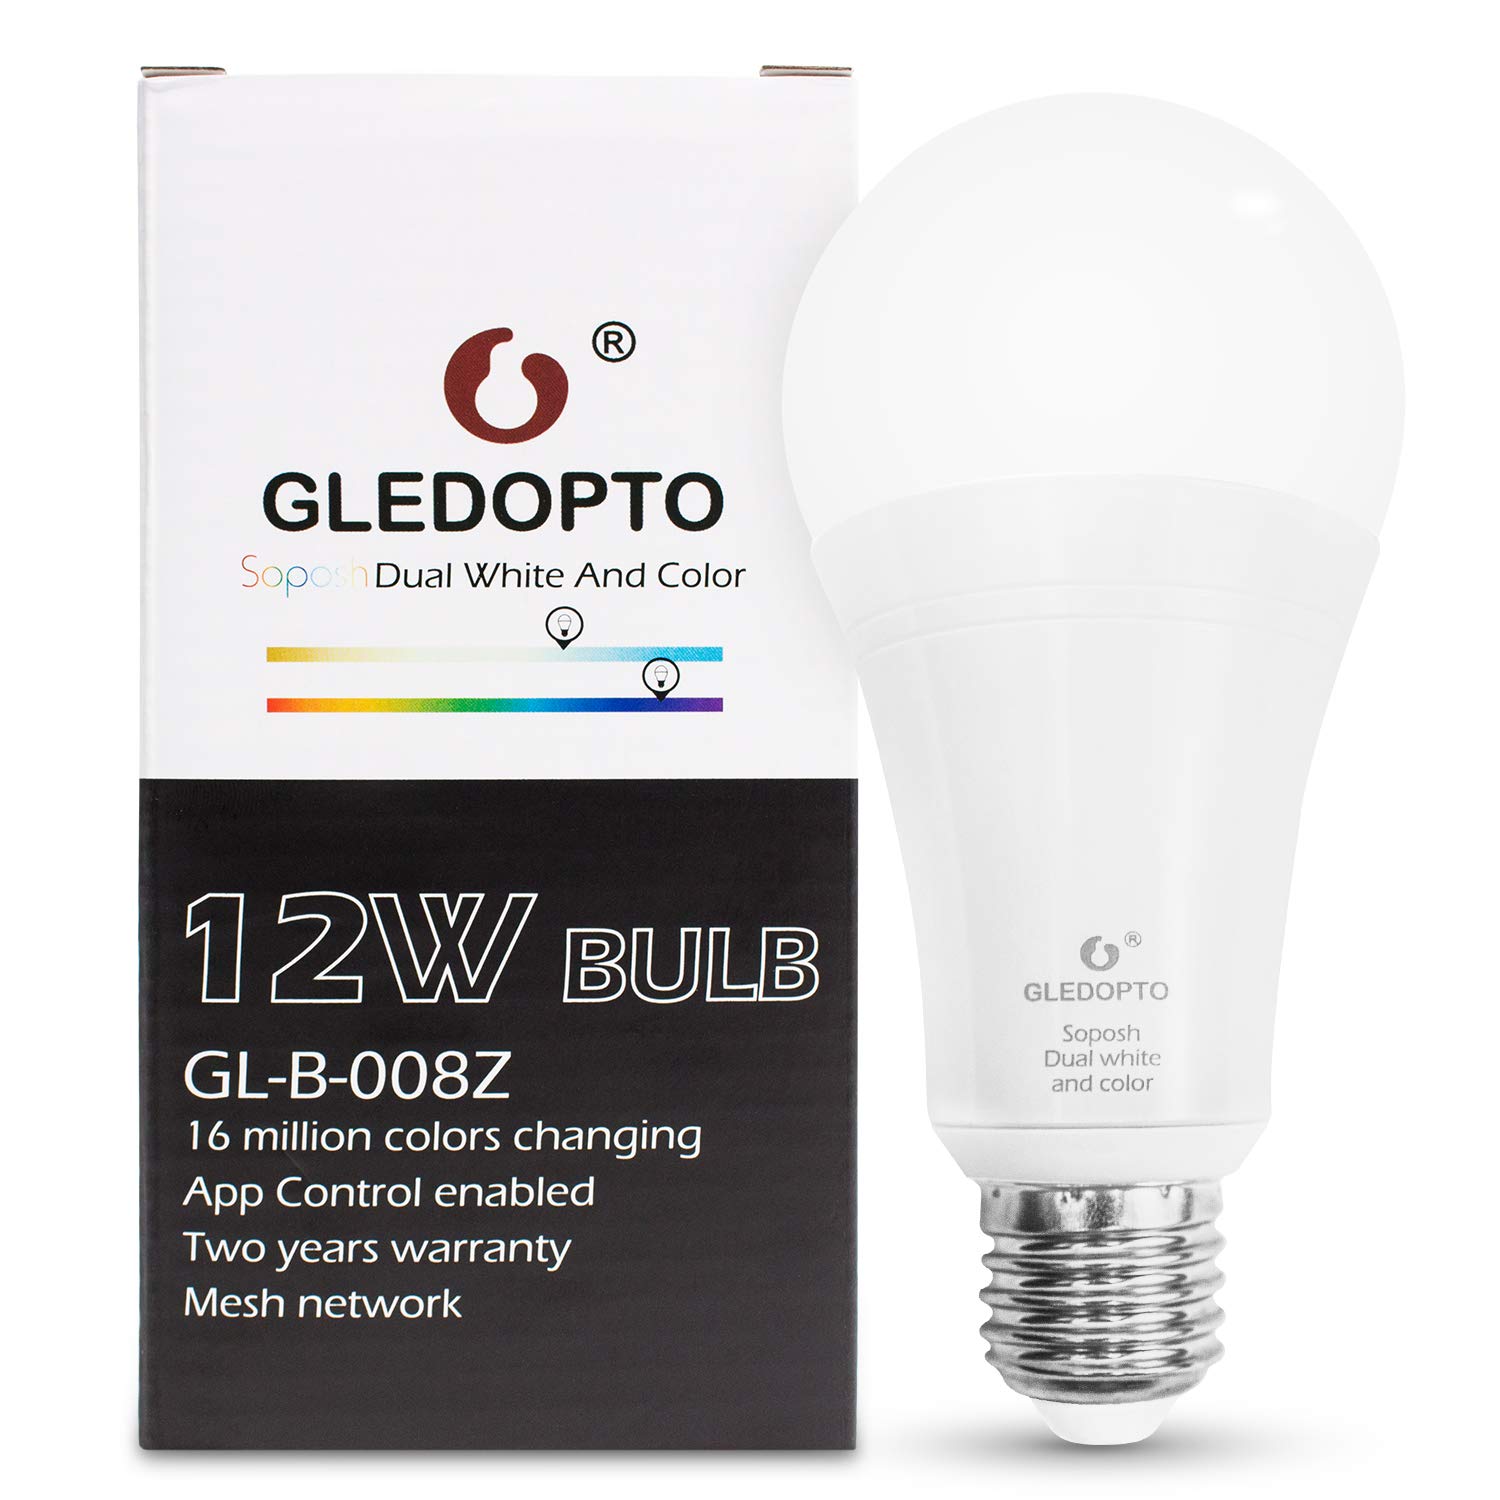 ®
GLEDOPTO
Soposh Dual White And Color
12W BULB
GL-B-008Z
16 million colors changing
App Control enabled
Two years warranty
Mesh network
®
GLEDOPTO
Soposh
Dual white
and color